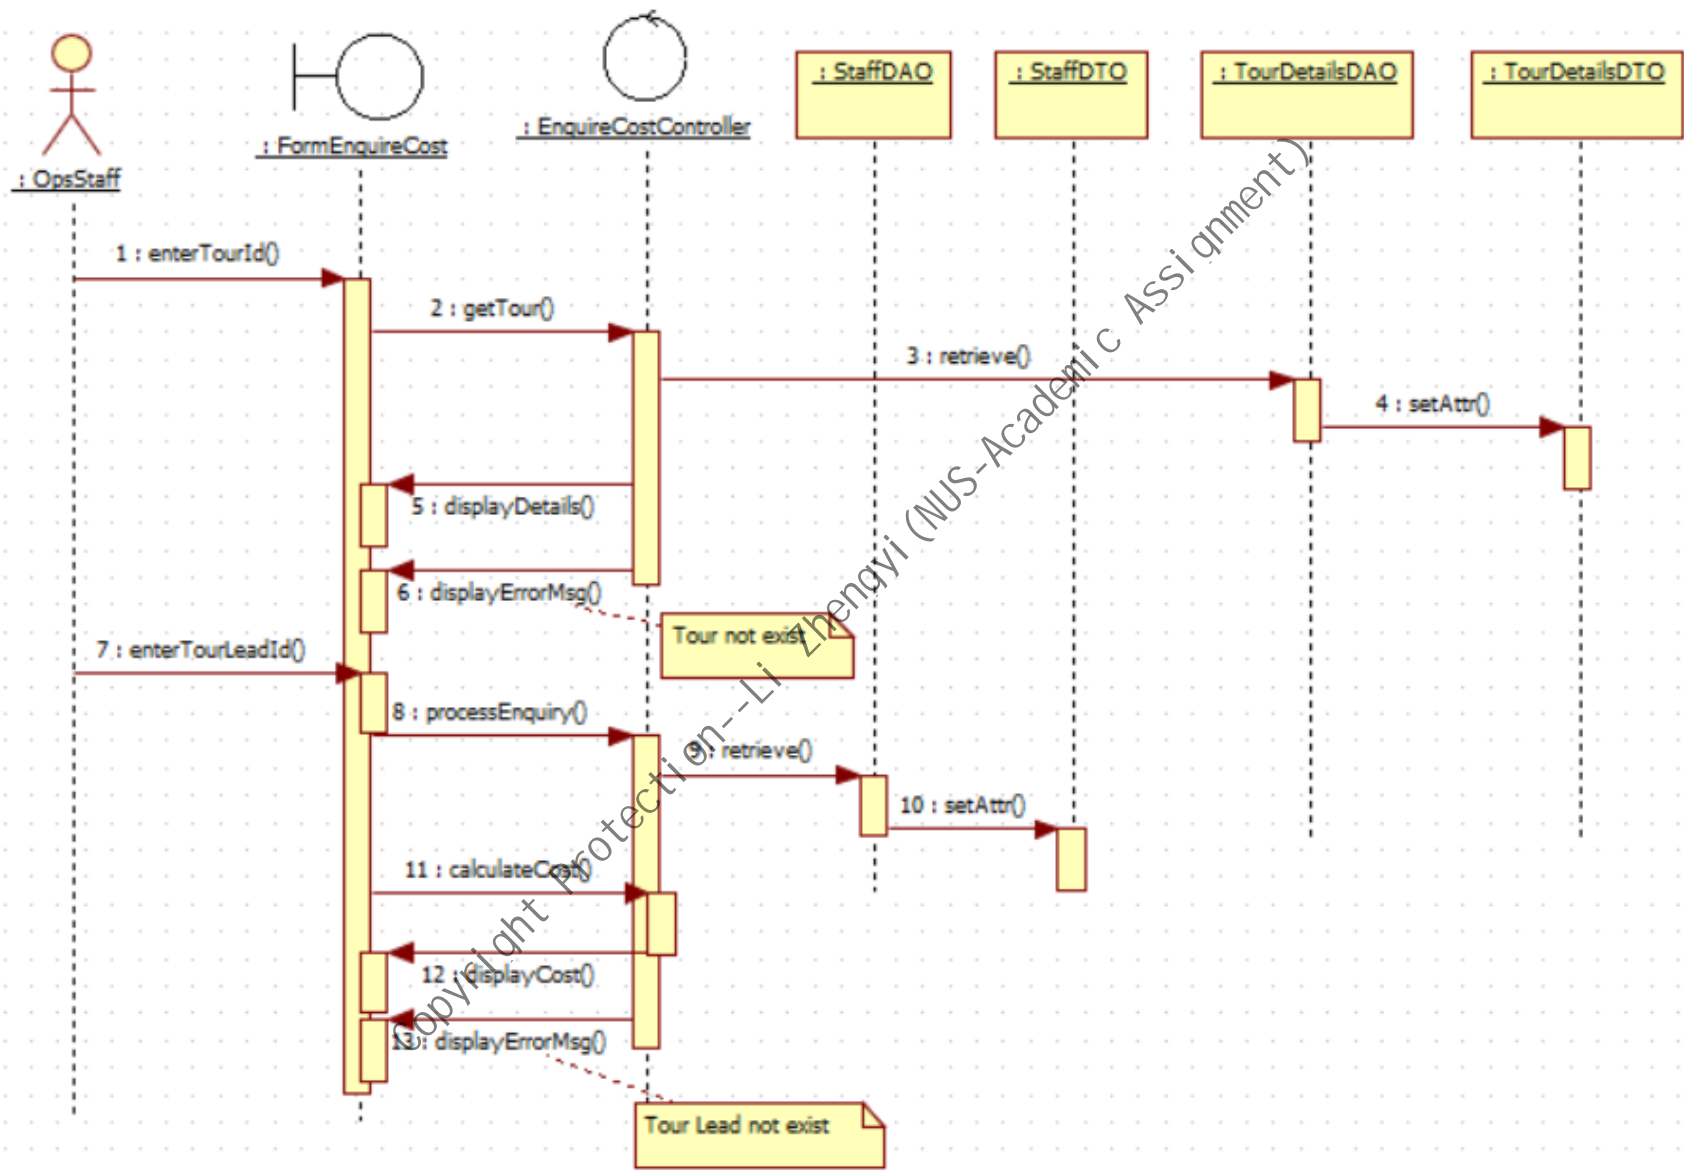 : StaffDAO
: StaffDTO
: TourDetailsDAO
: TourDetailsDTO
: EnquireCostController
: FormEnquireCost
: OpsStaff
1 : enterTourId()
2 : getTour()
3 : retrieve()
4 : setAttr()
5 : displayDetails()
6 : displayErrorMsg()
Tour not exist
7 : enterTourLeadId()
8 : processEnquiry()
9 : retrieve()
10 : setAttr()
11 : calculateCost()
12 : displayCost()
13 : displayErrorMsg()
Tour Lead not exist
Copyright Protection--Li Zhengyi(NUS-Academic Assignment)